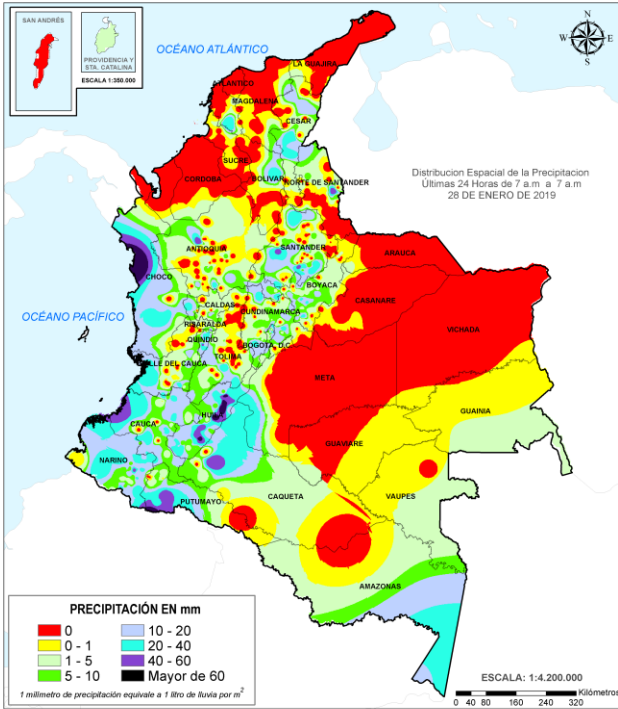 SAN ANDRÉS
PROVIDENCIA Y
STA. CATALINA
ESCALA 1:350.000
OCÉANO ATLÁNTICO
N
W E
S
LA GUAJIRA
ATLANTICO
MAGDALENA
CESAR
SUCRE
CORDOBA
BOLIVAR
NORTE DE SANTANDER
Distribucion Espacial de la Precipitacion
Últimas 24 Horas de 7 a.m a 7 a.m
28 DE ENERO DE 2019
ANTIOQUIA
SANTANDER
ARAUCA
CHOCO
BOYACA
CASANARE
OCÉANO PACÍFICO
CALDAS
CUNDINAMARCA
VICHADA
RISARALDA
QUINDIO
BOGOTA, D.C.
TOLIMA
VALLE DEL CAUCA
META
GUAINIA
HUILA
CAUCA
GUAVIARE
NARIÑO
CAQUETA
VAUPES
PUTUMAYO
AMAZONAS
PRECIPITACIÓN EN mm
0 10 - 20
0 - 1 20 - 40
1 - 5 40 - 60
5 - 10 Mayor de 60
1 milimetro de precipitación equivale a 1 litro de lluvia por m2
ESCALA: 1:4.200.000
Kilómetros
0 40 80 160 240 320